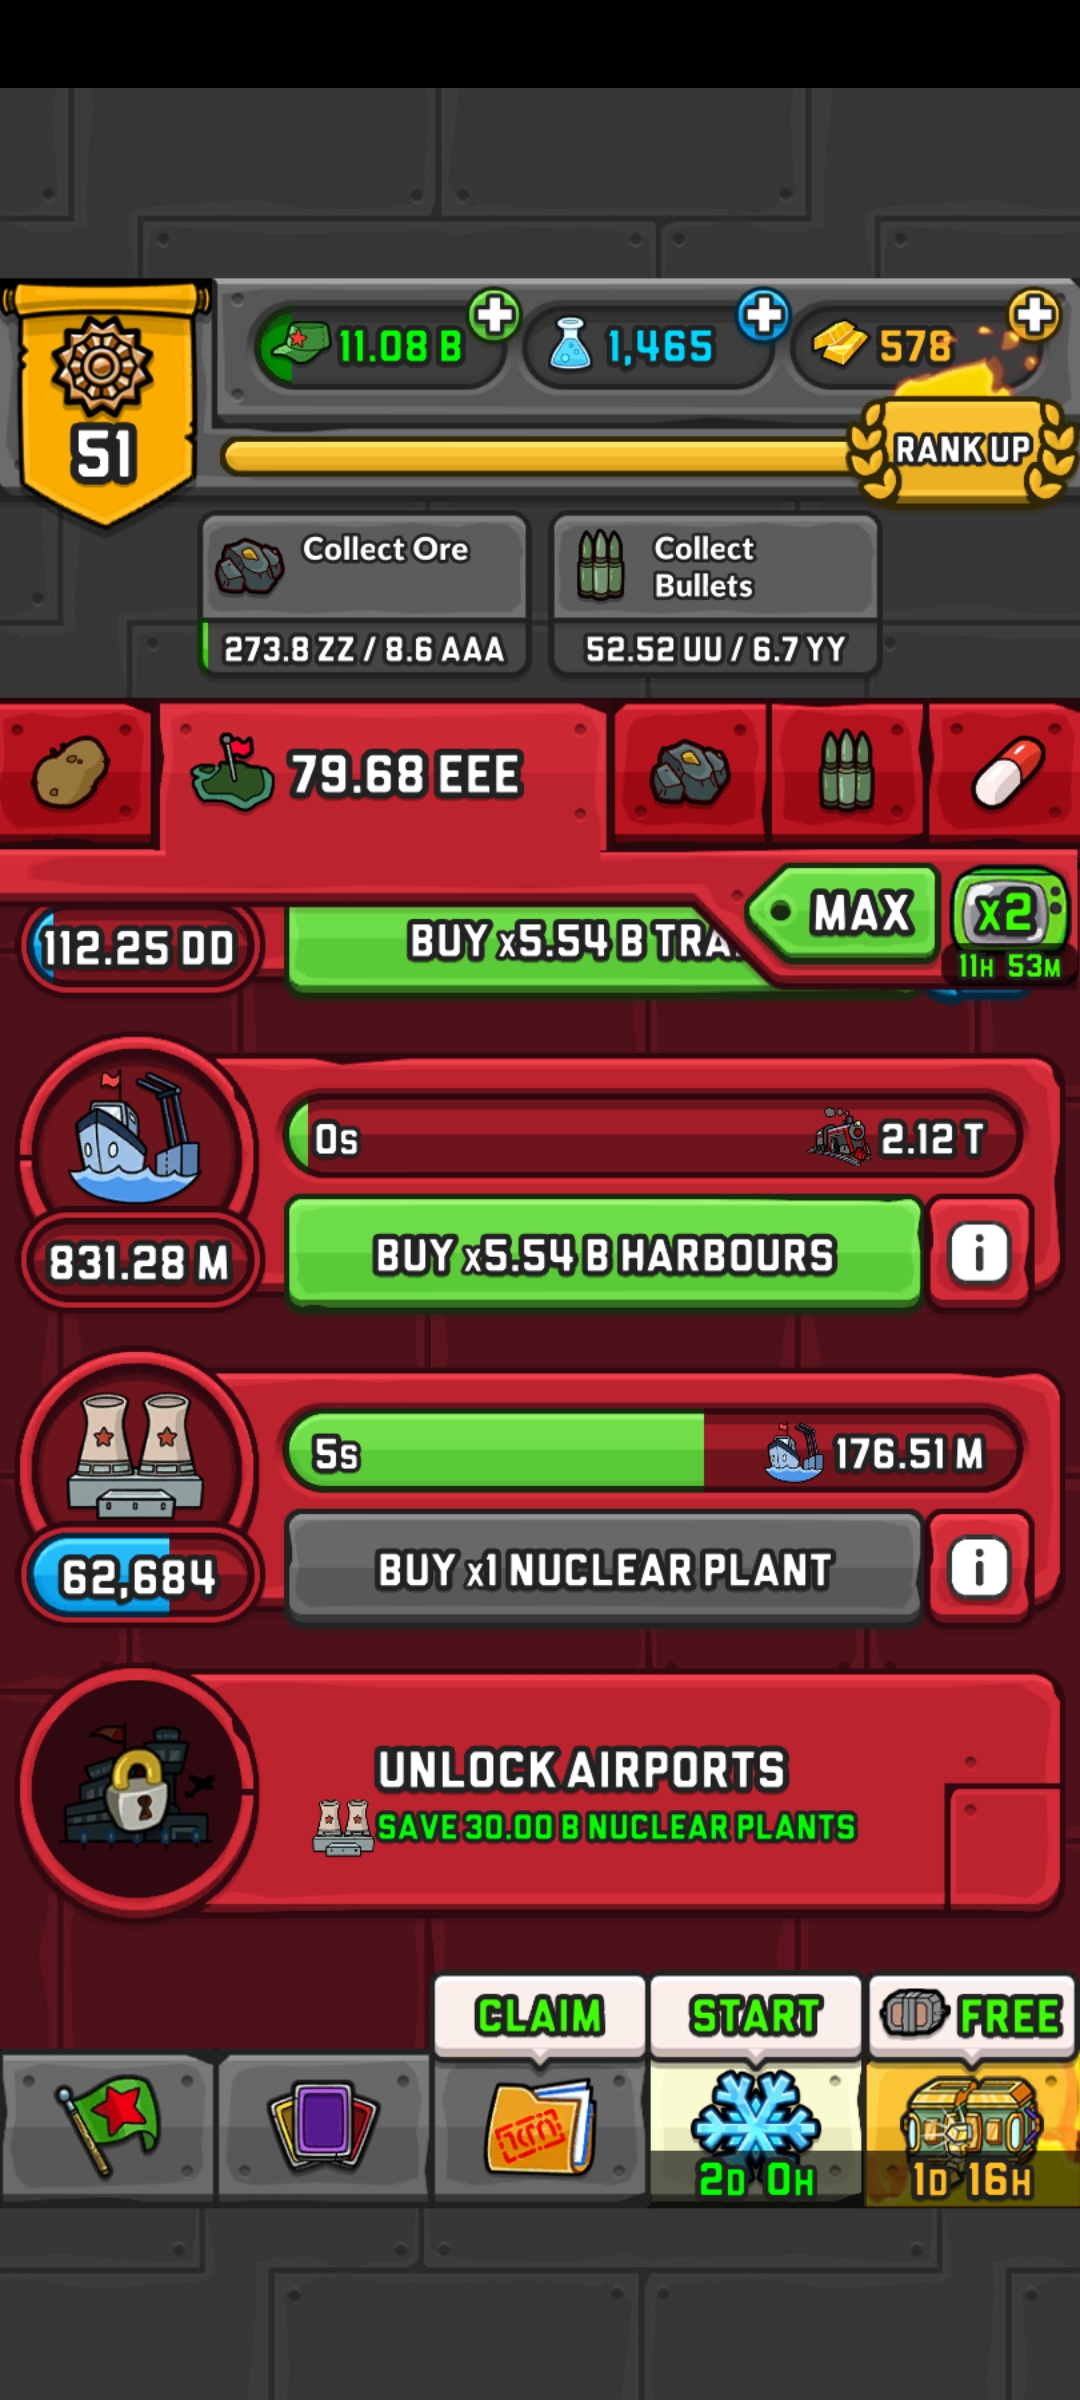 11.08 B
1,465
578
51
RANK UP
Collect Ore
273.8 ZZ / 8.6 AAA
Collect
Bullets
52.52 UU / 6.7 YY
79.68 EEE
MAX
x2
11H 53M
112.25 DD
BUY x5.54 B TRA
0s
2.12 T
831.28 M
BUY x5.54 B HARBOURS
i
5s
176.51 M
62,684
BUY x1 NUCLEAR PLANT
i
UNLOCK AIRPORTS
SAVE 30.00 B NUCLEAR PLANTS
CLAIM
START
FREE
2D 0H
1D 16H